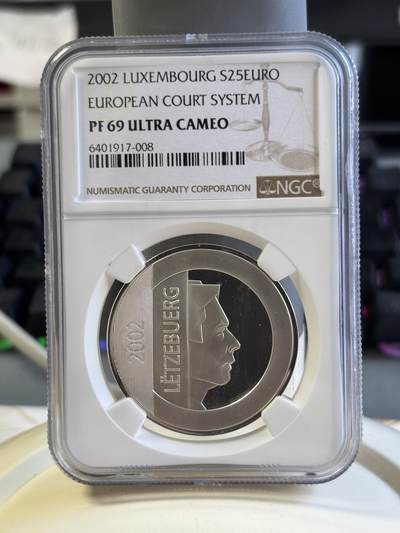 2002 LUXEMBOURG S25EURO
EUROPEAN COURT SYSTEM
PF 69 ULTRA CAMEO
6401917-008
NUMISMATIC GUARANTY CORPORATION
NGC®
2002
LËTZEBUERG